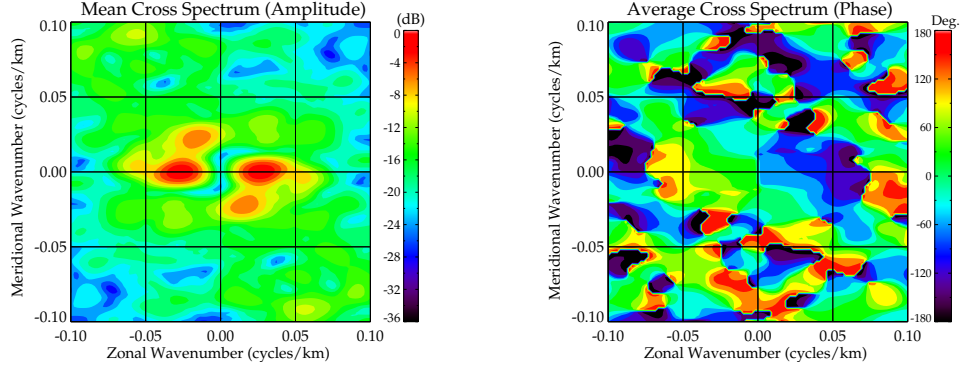 Mean Cross Spectrum (Amplitude)
(dB)
0.10
0.05
0.00
-0.05
-0.10
Meridional Wavenumber (cycles/km)
-0.10 -0.05 0.00 0.05 0.10
Zonal Wavenumber (cycles/km)
0
-4
-8
-12
-16
-20
-24
-28
-32
-36
Average Cross Spectrum (Phase)
Deg.
0.10
0.05
0.00
-0.05
-0.10
Meridional Wavenumber (cycles/km)
-0.10 -0.05 0.00 0.05 0.10
Zonal Wavenumber (cycles/km)
180
120
60
0
-60
-120
-180